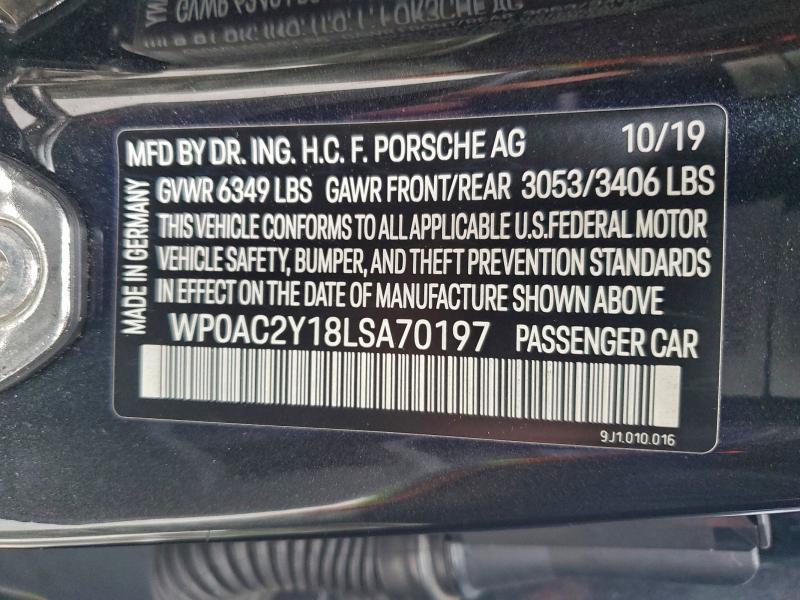 MFD BY DR. ING. H.C. F. PORSCHE AG 10/19
GVWR 6349 LBS GAWR FRONT/REAR 3053/3406 LBS
THIS VEHICLE CONFORMS TO ALL APPLICABLE U.S.FEDERAL MOTOR
VEHICLE SAFETY, BUMPER, AND THEFT PREVENTION STANDARDS
IN EFFECT ON THE DATE OF MANUFACTURE SHOWN ABOVE
MADE IN GERMANY
WP0AC2Y18LSA70197 PASSENGER CAR
9J1.010.016